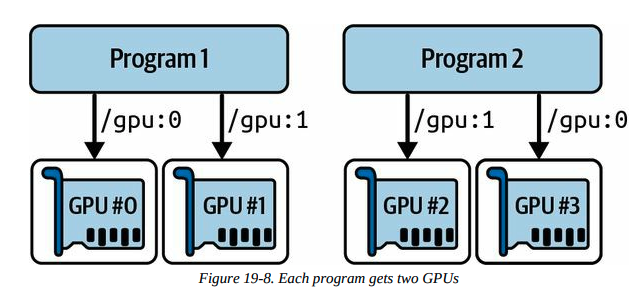 Program 1 Program 2
/gpu:0 /gpu:1 /gpu:1 /gpu:0
GPU #0 GPU #1 GPU #2 GPU #3
Figure 19-8. Each program gets two GPUs